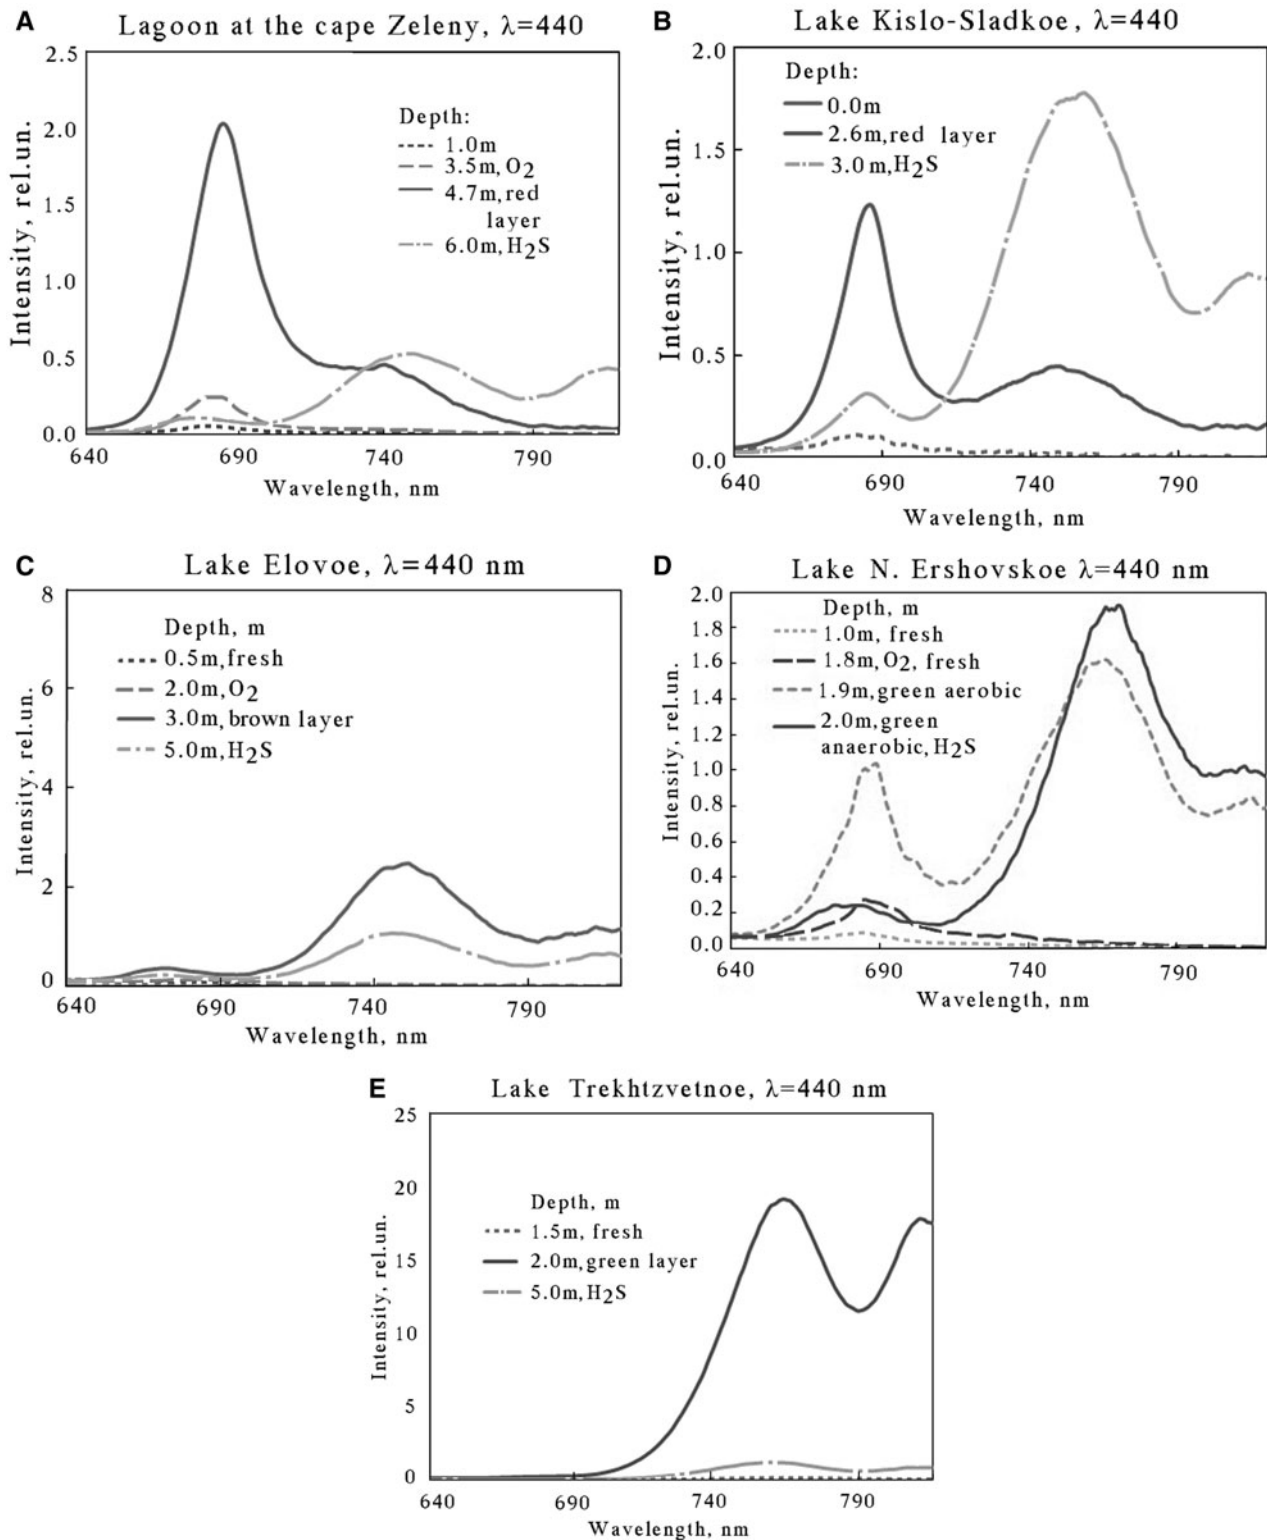 A
Lagoon at the cape Zeleny, λ=440
2.5
2.0
1.5
1.0
0.5
0.0
Intensity, rel.un.
Depth:
1.0m
3.5m, O2
4.7m, red
layer
6.0m, H2S
640
690
740
790
Wavelength, nm
B
Lake Kislo-Sladkoe, λ=440
2.0
1.5
1.0
0.5
0.0
Intensity, rel.un.
Depth:
0.0m
2.6m, red layer
3.0m, H2S
640
690
740
790
Wavelength, nm
C
Lake Elovoe, λ=440 nm
8
6
4
2
0
Intensity, rel.un.
Depth, m
0.5m, fresh
2.0m, O2
3.0m, brown layer
5.0m, H2S
640
690
740
790
Wavelength, nm
D
Lake N. Ershovskoe λ=440 nm
2.0
1.8
1.6
1.4
1.2
1.0
0.8
0.6
0.4
0.2
0.0
Intensity, rel.un.
Depth, m
1.0m, fresh
1.8m, O2, fresh
1.9m, green aerobic
2.0m, green
anaerobic, H2S
640
690
740
790
Wavelength, nm
E
Lake Trekhtzvetnoe, λ=440 nm
25
20
15
10
5
0
Intensity, rel.un.
Depth, m
1.5m, fresh
2.0m, green layer
5.0m, H2S
640
690
740
790
Wavelength, nm